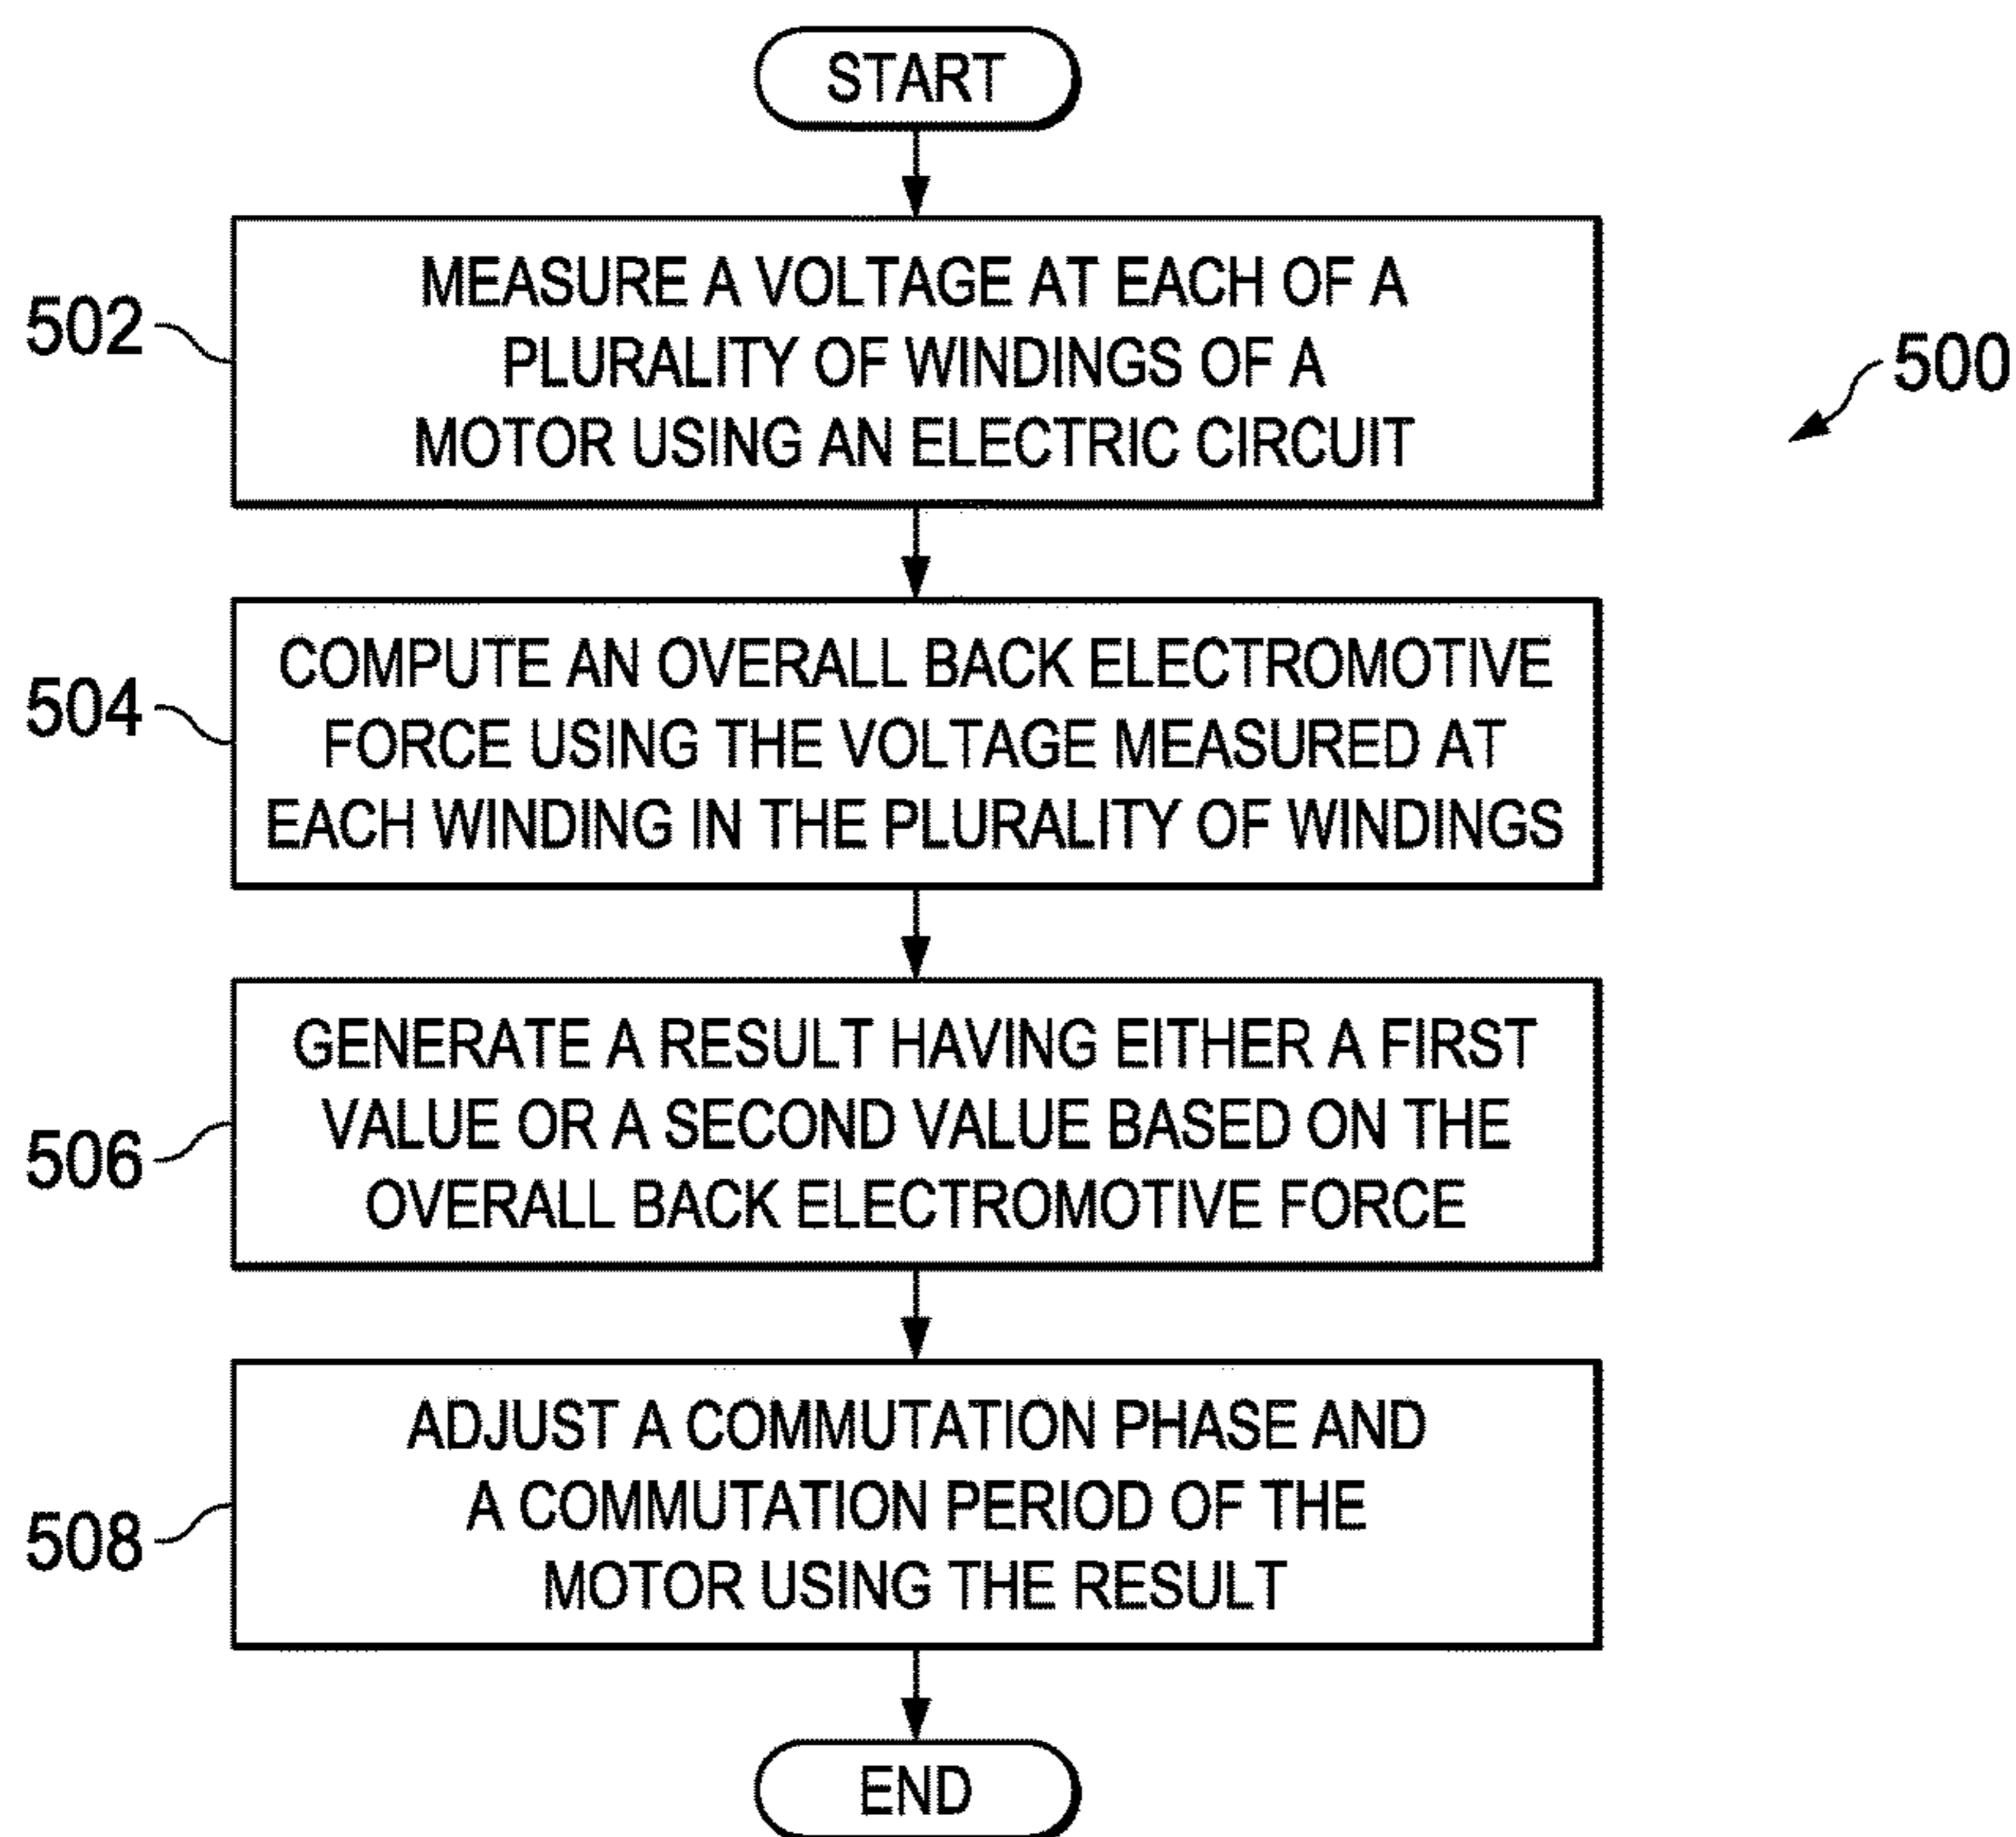 START
502
MEASURE A VOLTAGE AT EACH OF A
PLURALITY OF WINDINGS OF A
MOTOR USING AN ELECTRIC CIRCUIT
500
504
COMPUTE AN OVERALL BACK ELECTROMOTIVE
FORCE USING THE VOLTAGE MEASURED AT
EACH WINDING IN THE PLURALITY OF WINDINGS
506
GENERATE A RESULT HAVING EITHER A FIRST
VALUE OR A SECOND VALUE BASED ON THE
OVERALL BACK ELECTROMOTIVE FORCE
508
ADJUST A COMMUTATION PHASE AND
A COMMUTATION PERIOD OF THE
MOTOR USING THE RESULT
END